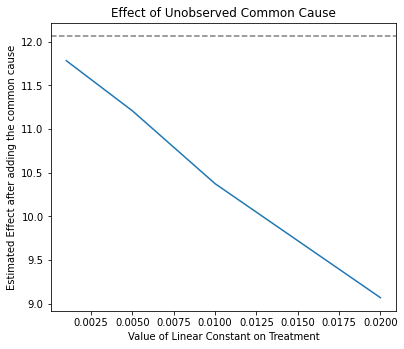 Effect of Unobserved Common Cause
Estimated Effect after adding the common cause
12.0
11.5
11.0
10.5
10.0
9.5
9.0
0.0025 0.0050 0.0075 0.0100 0.0125 0.0150 0.0175 0.0200
Value of Linear Constant on Treatment